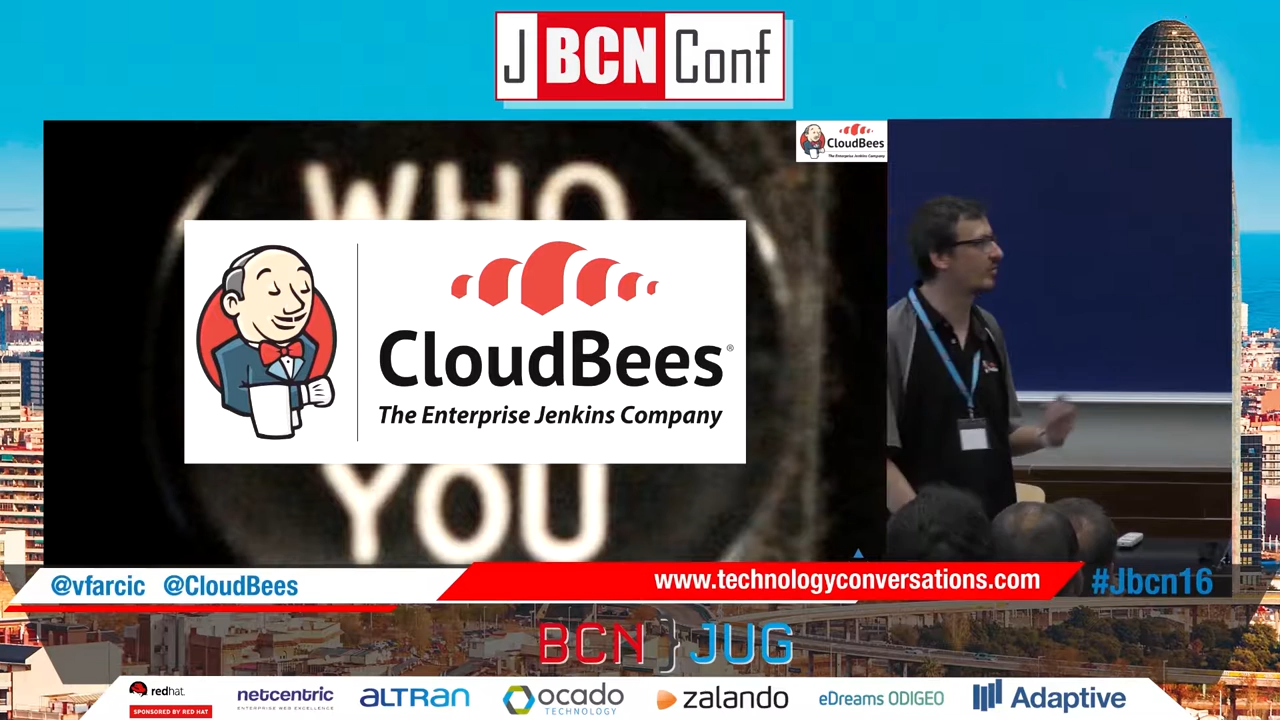 J BCN Conf
WHO
CloudBees®
The Enterprise Jenkins Company
YOU
CloudBees
The Enterprise Jenkins Company
@vfarcic @CloudBees
www.technologyconversations.com
#Jbcn16
BCN } JUG
redhat.
SPONSORED BY RED HAT
netcentric
ENTERPRISE WEB EXCELLENCE
ALTRAN
ocado
TECHNOLOGY
zalando
eDreams ODIGEO
Adaptive